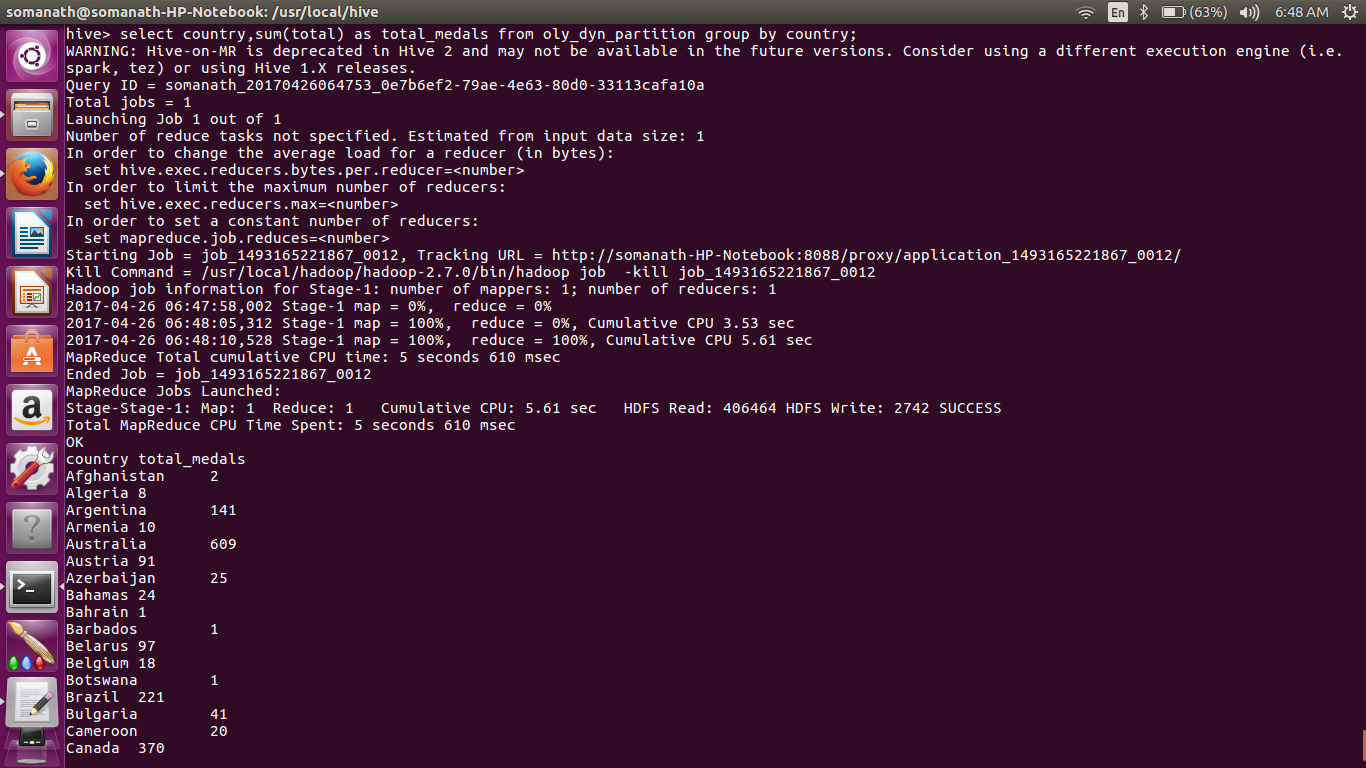 somanath@somanath-HP-Notebook: /usr/local/hive
En
(63%)
6:48 AM
hive> select country,sum(total) as total_medals from oly_dyn_partition group by country;
WARNING: Hive-on-MR is deprecated in Hive 2 and may not be available in the future versions. Consider using a different execution engine (i.e.
spark, tez) or using Hive 1.X releases.
Query ID = somanath_20170426064753_0e7b6ef2-79ae-4e63-80d0-33113cafa10a
Total jobs = 1
Launching Job 1 out of 1
Number of reduce tasks not specified. Estimated from input data size: 1
In order to change the average load for a reducer (in bytes):
  set hive.exec.reducers.bytes.per.reducer=<number>
In order to limit the maximum number of reducers:
  set hive.exec.reducers.max=<number>
In order to set a constant number of reducers:
  set mapreduce.job.reduces=<number>
Starting Job = job_1493165221867_0012, Tracking URL = http://somanath-HP-Notebook:8088/proxy/application_1493165221867_0012/
Kill Command = /usr/local/hadoop/hadoop-2.7.0/bin/hadoop job  -kill job_1493165221867_0012
Hadoop job information for Stage-1: number of mappers: 1; number of reducers: 1
2017-04-26 06:47:58,002 Stage-1 map = 0%,  reduce = 0%
2017-04-26 06:48:05,312 Stage-1 map = 100%,  reduce = 0%, Cumulative CPU 3.53 sec
2017-04-26 06:48:10,528 Stage-1 map = 100%,  reduce = 100%, Cumulative CPU 5.61 sec
MapReduce Total cumulative CPU time: 5 seconds 610 msec
Ended Job = job_1493165221867_0012
MapReduce Jobs Launched:
Stage-Stage-1: Map: 1  Reduce: 1   Cumulative CPU: 5.61 sec   HDFS Read: 406464 HDFS Write: 2742 SUCCESS
Total MapReduce CPU Time Spent: 5 seconds 610 msec
OK
country total_medals
Afghanistan     2
Algeria 8
Argentina       141
Armenia 10
Australia       609
Austria 91
Azerbaijan      25
Bahamas 24
Bahrain 1
Barbados        1
Belarus 97
Belgium 18
Botswana        1
Brazil  221
Bulgaria        41
Cameroon        20
Canada  370